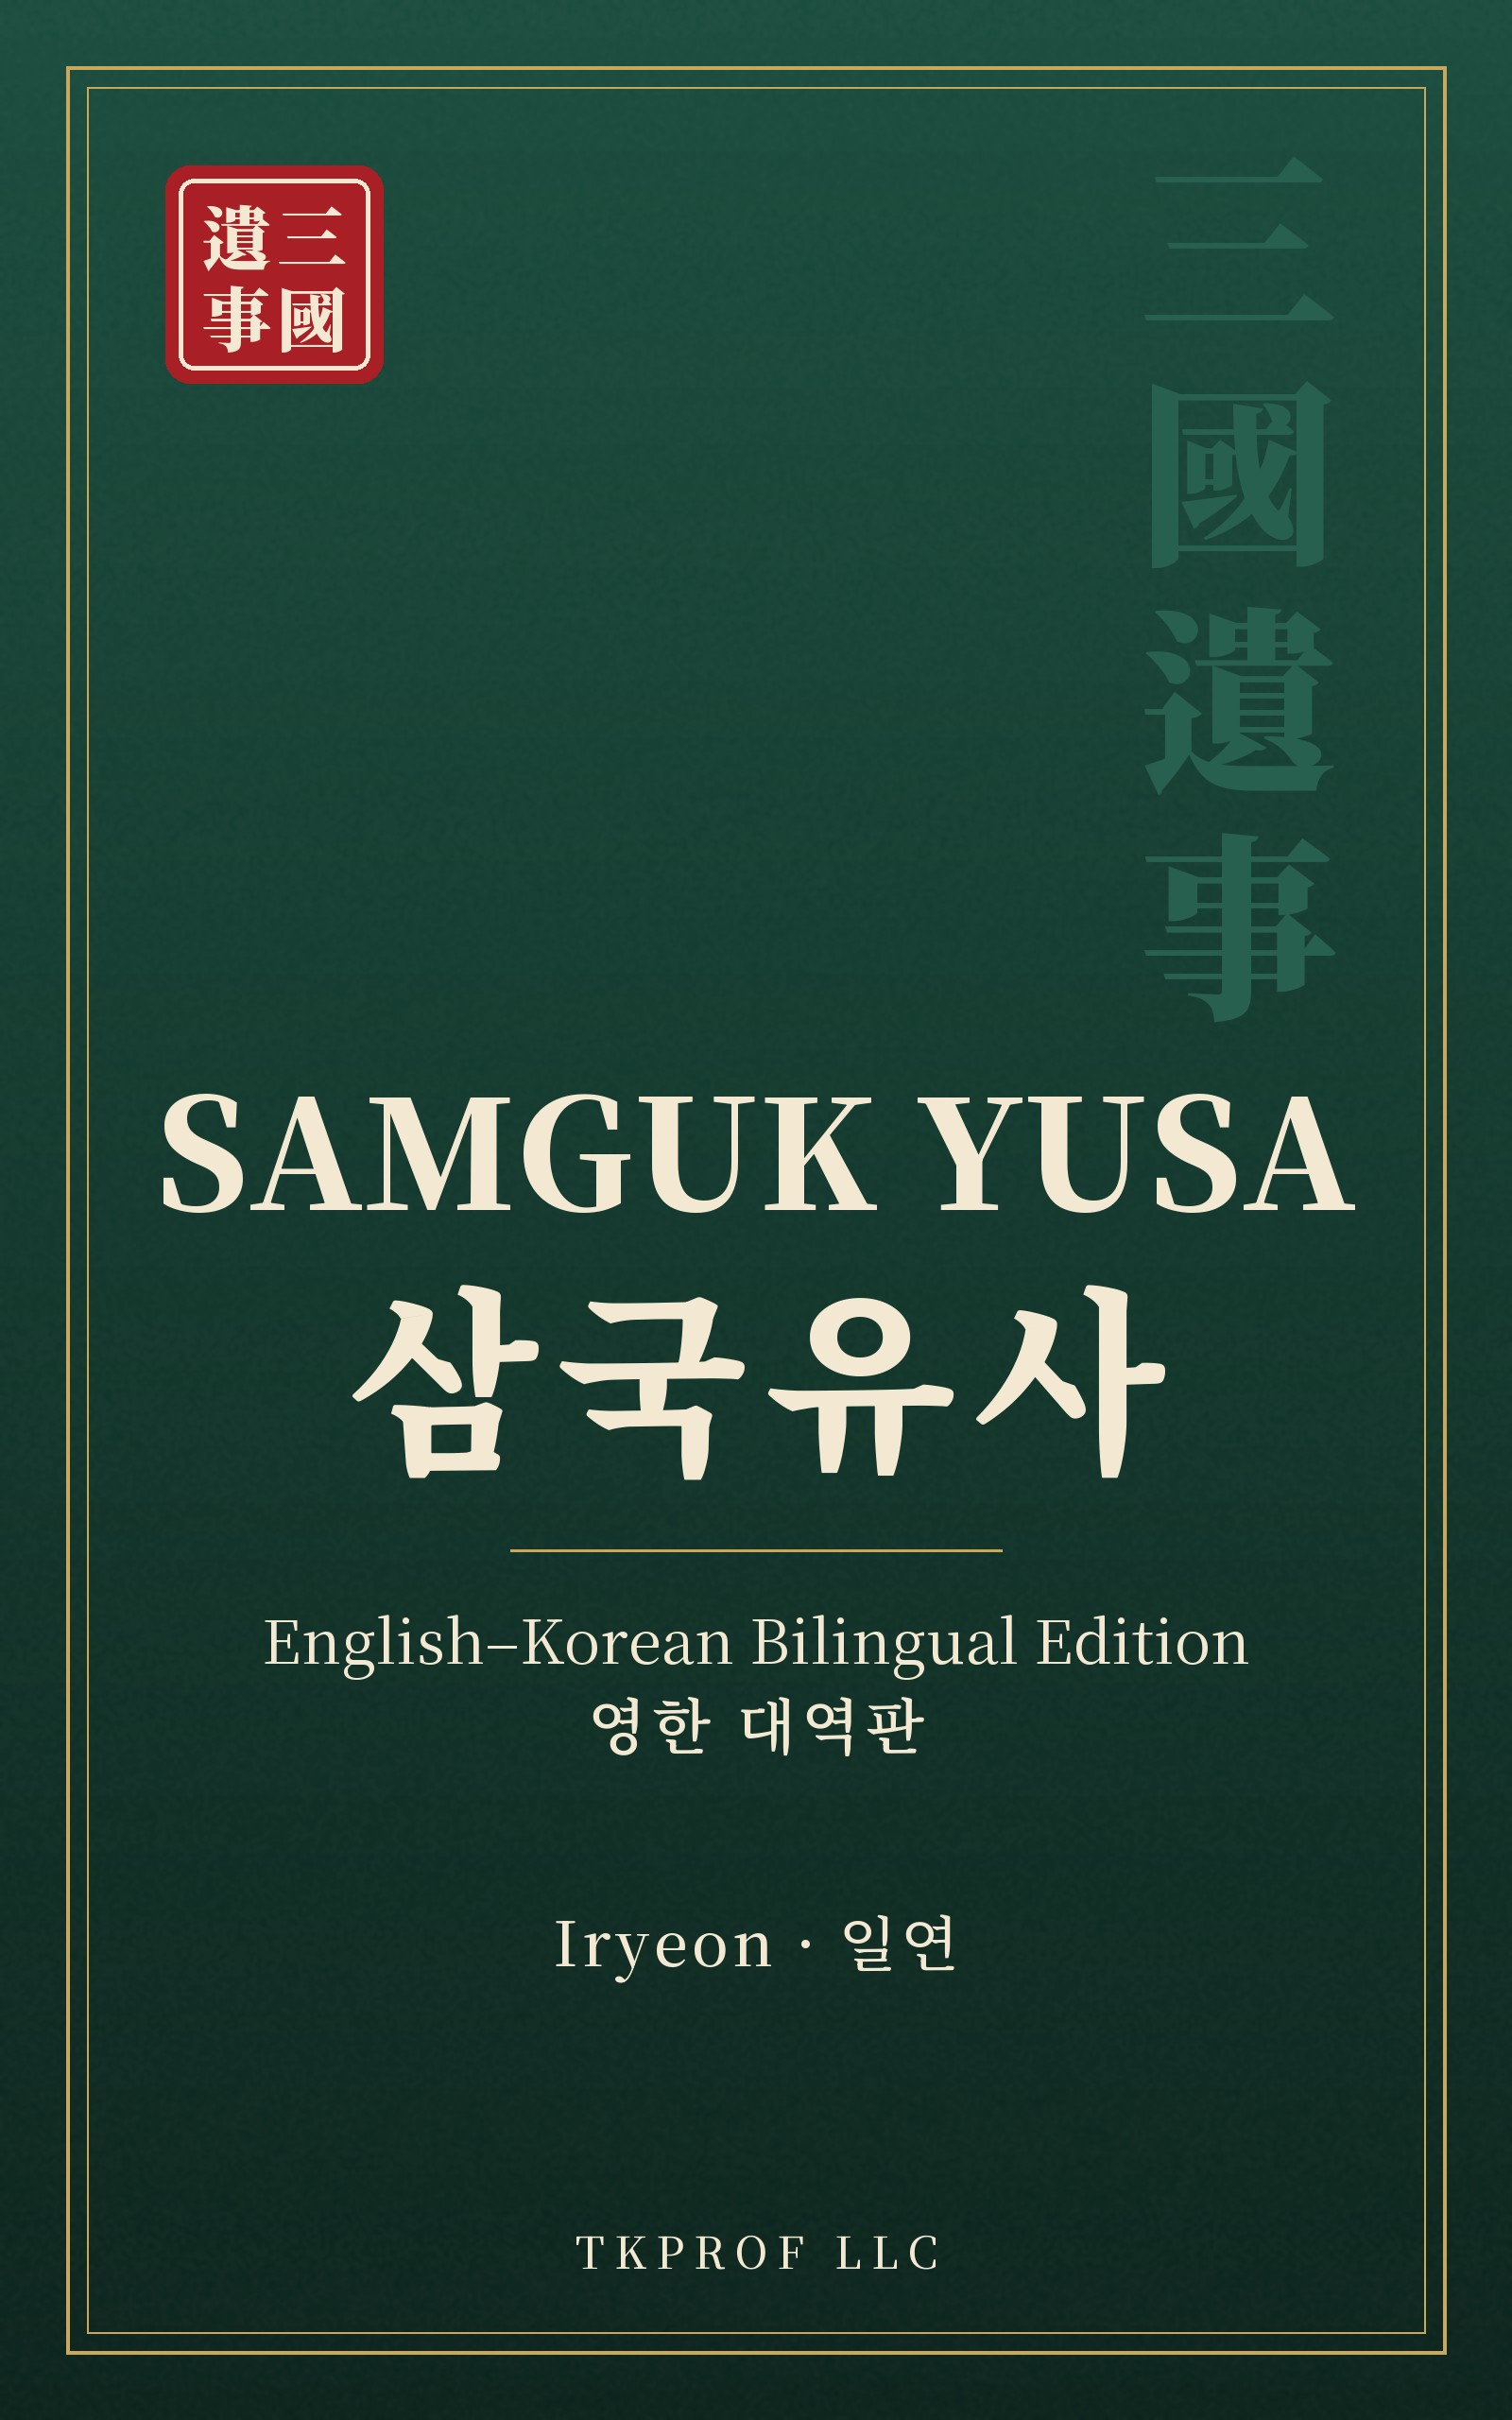 三國
遺事
三國遺事
SAMGUK YUSA
삼국유사
English–Korean Bilingual Edition
영한 대역판
Iryeon · 일연
TKPROF LLC